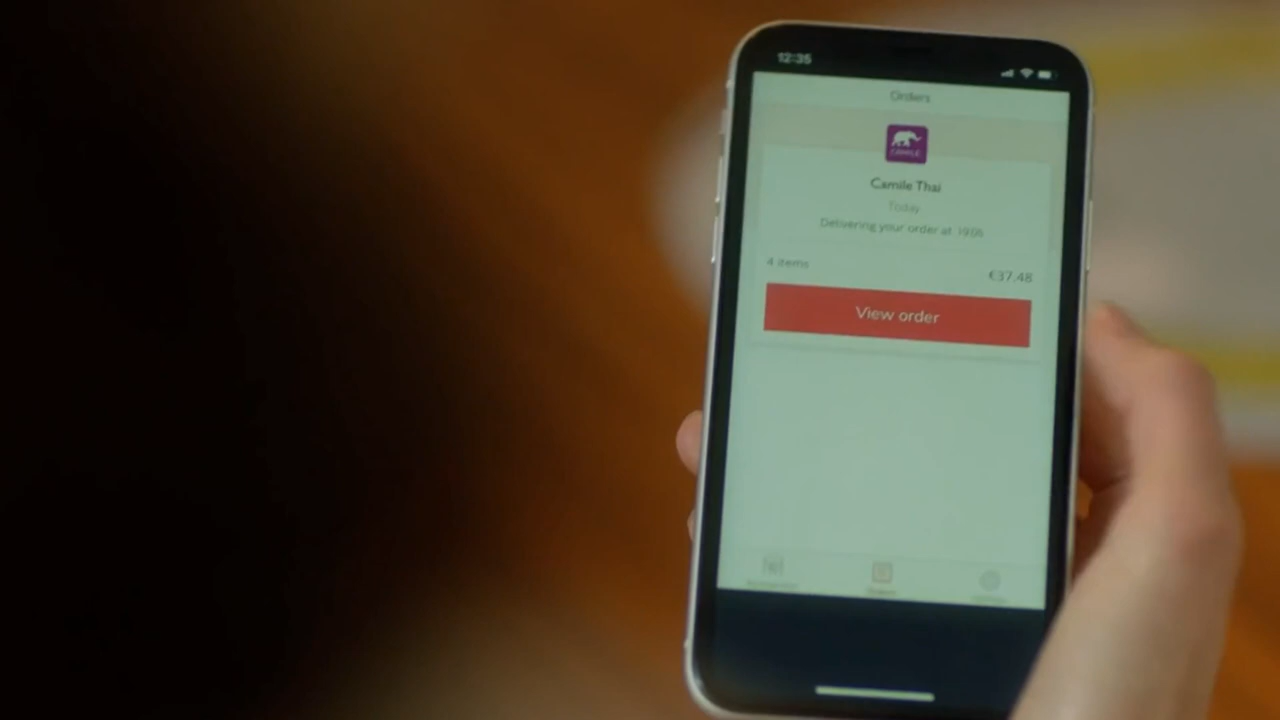 12:35
Orders
CAMILE
Camile Thai
Today
Delivering your order at 19:05
4 items
€37.48
View order